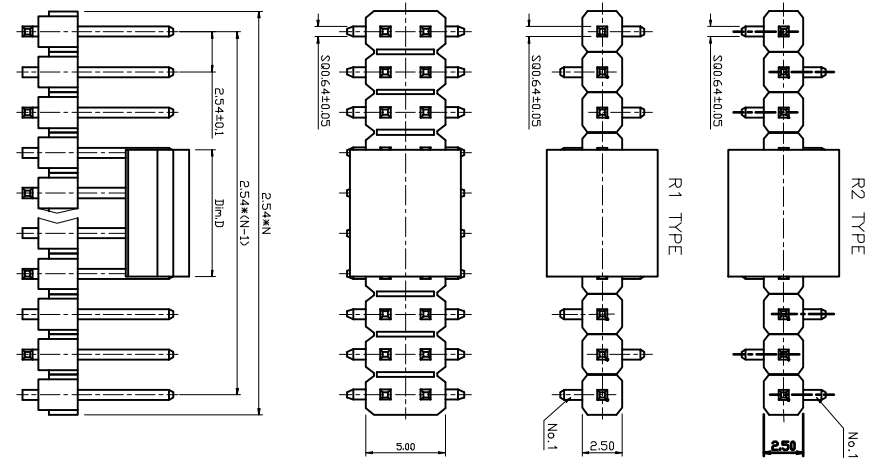 2.54±0.1
Dim.D
2.54*(N-1)
2.54*N
SQ0.64±0.05
5.00
SQ0.64±0.05
R1 TYPE
No.1
2.50
SQ0.64±0.05
R2 TYPE
No.1
2.50